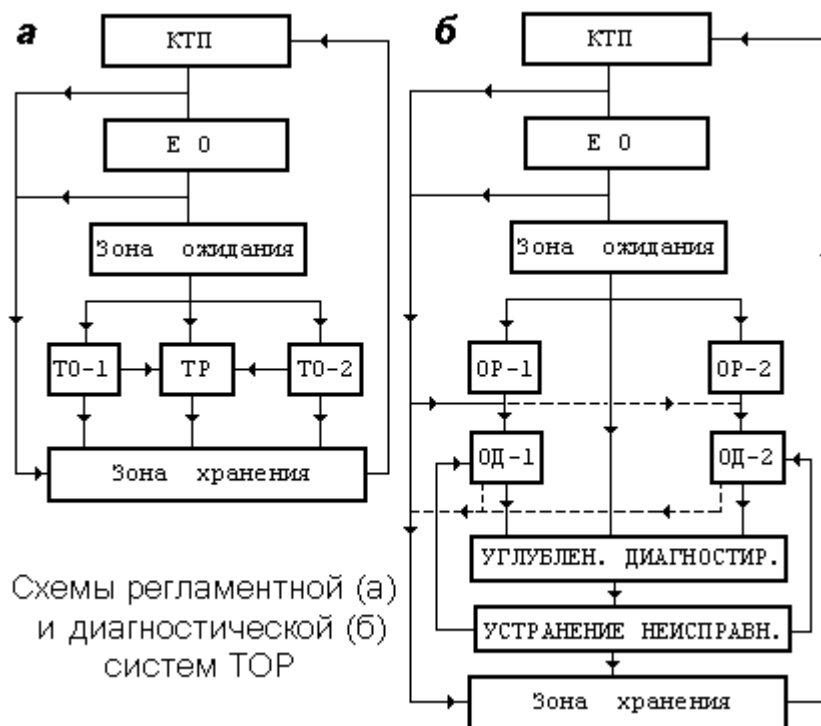 а
КТП
Е О
Зона ожидания
ТО-1
ТР
ТО-2
Зона хранения
Схемы регламентной (а)
и диагностической (б)
систем ТОР
б
КТП
Е О
Зона ожидания
ОР-1
ОР-2
ОД-1
ОД-2
УГЛУБЛЕН. ДИАГНОСТИР.
УСТРАНЕНИЕ НЕИСПРАВН.
Зона хранения